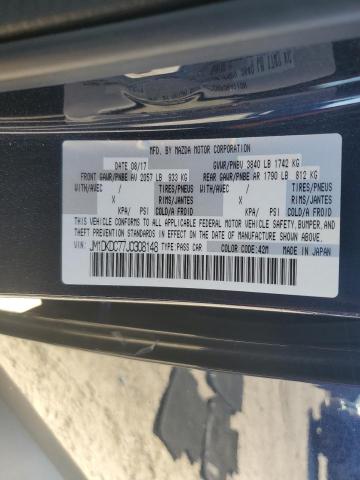 MFD. BY MAZDA MOTOR CORPORATION
DATE 08/17 GVWR/PNBV 3840 LB 1742 KG
FRONT GAWR/PNBE AV 2057 LB 933 KG REAR GAWR/PNBE AR 1790 LB 812 KG
WITH/AVEC / TIRES/PNEUS WITH/AVEC / TIRES/PNEUS
X RIMS/JANTES X RIMS/JANTES
KPA/ PSI/ COLD/A FROID KPA/ PSI COLD/A FROID
THIS VEHICLE CONFORMS TO ALL APPLICABLE FEDERAL MOTOR VEHICLE SAFETY, BUMPER, AND
THEFT PREVENTION STANDARDS IN EFFECT ON THE DATE OF MANUFACTURE SHOWN ABOVE.
VIN: JM1DKDC77J0308148 TYPE: PASS CAR COLOR CODE: 42M MADE IN JAPAN